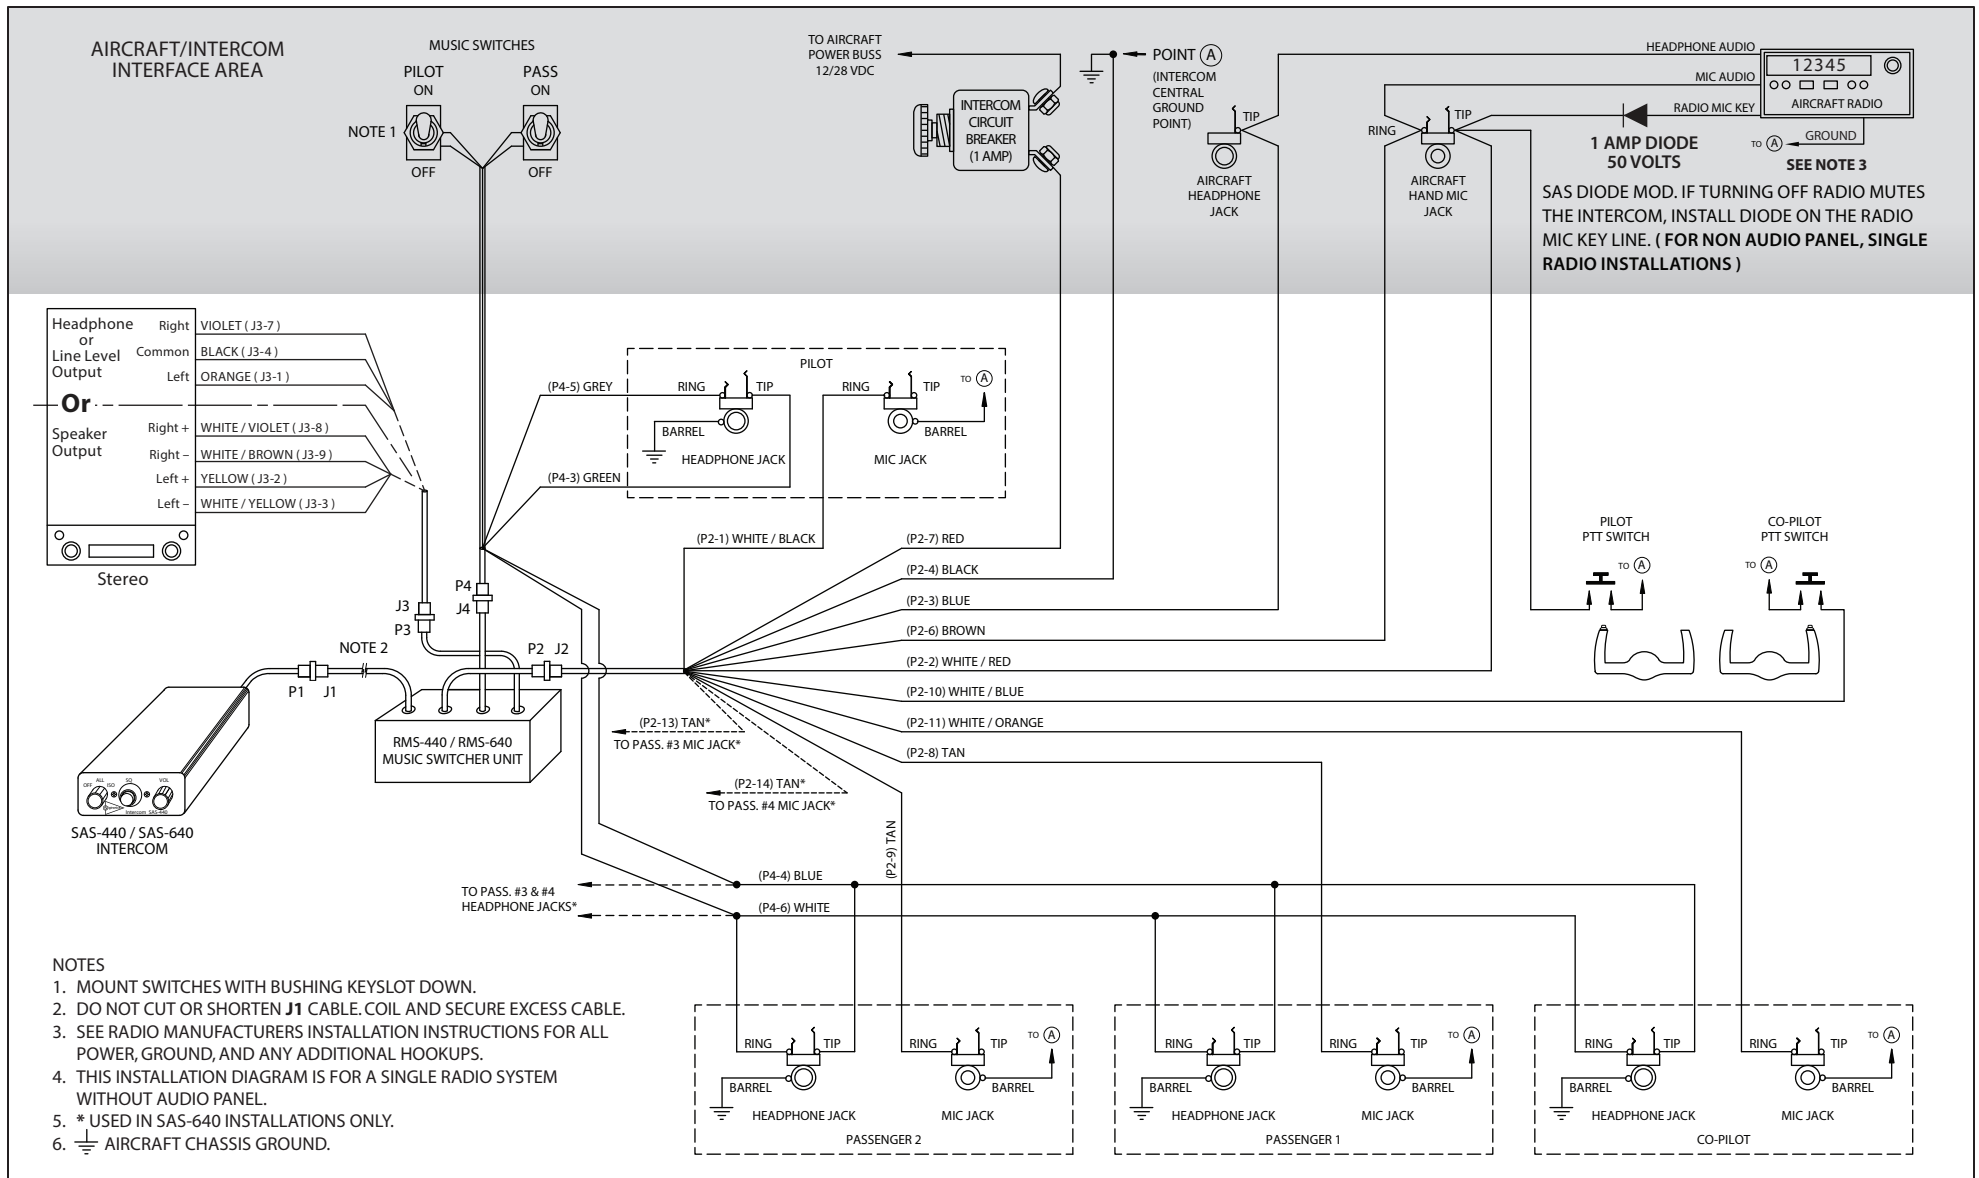 AIRCRAFT/INTERCOM
INTERFACE AREA
MUSIC SWITCHES
PILOT
ON
PASS
ON
NOTE 1
OFF
OFF
TO AIRCRAFT
POWER BUSS
12/28 VDC
INTERCOM
CIRCUIT
BREAKER
(1 AMP)
POINT A
(INTERCOM
CENTRAL
GROUND
POINT)
TIP
AIRCRAFT
HEADPHONE
JACK
RING
TIP
AIRCRAFT
HAND MIC
JACK
HEADPHONE AUDIO
MIC AUDIO
RADIO MIC KEY
12345
AIRCRAFT RADIO
1 AMP DIODE
50 VOLTS
TO A
GROUND
SEE NOTE 3
SAS DIODE MOD. IF TURNING OFF RADIO MUTES
THE INTERCOM, INSTALL DIODE ON THE RADIO
MIC KEY LINE. ( FOR NON AUDIO PANEL, SINGLE
RADIO INSTALLATIONS )
Headphone
or
Line Level
Output
Right
VIOLET ( J3-7 )
Common
BLACK ( J3-4 )
Left
ORANGE ( J3-1 )
Or
Speaker
Output
Right +
WHITE / VIOLET ( J3-8 )
Right –
WHITE / BROWN ( J3-9 )
Left +
YELLOW ( J3-2 )
Left –
WHITE / YELLOW ( J3-3 )
Stereo
PILOT
(P4-5) GREY
RING
TIP
BARREL
HEADPHONE JACK
RING
TIP
TO A
BARREL
MIC JACK
(P4-3) GREEN
(P2-1) WHITE / BLACK
(P2-7) RED
(P2-4) BLACK
(P2-3) BLUE
(P2-6) BROWN
(P2-2) WHITE / RED
(P2-10) WHITE / BLUE
(P2-11) WHITE / ORANGE
(P2-8) TAN
PILOT
PTT SWITCH
TO A
CO-PILOT
PTT SWITCH
TO A
P4
J4
J3
P3
NOTE 2
P2 J2
P1 J1
RMS-440 / RMS-640
MUSIC SWITCHER UNIT
(P2-13) TAN*
TO PASS. #3 MIC JACK*
(P2-14) TAN*
TO PASS. #4 MIC JACK*
(P2-9) TAN
OFF
ALL
ISO
SQ
VOL
Intercom SAS-440
SAS-440 / SAS-640
INTERCOM
TO PASS. #3 & #4
HEADPHONE JACKS*
(P4-4) BLUE
(P4-6) WHITE
NOTES
1. MOUNT SWITCHES WITH BUSHING KEYSLOT DOWN.
2. DO NOT CUT OR SHORTEN J1 CABLE. COIL AND SECURE EXCESS CABLE.
3. SEE RADIO MANUFACTURERS INSTALLATION INSTRUCTIONS FOR ALL
POWER, GROUND, AND ANY ADDITIONAL HOOKUPS.
4. THIS INSTALLATION DIAGRAM IS FOR A SINGLE RADIO SYSTEM
WITHOUT AUDIO PANEL.
5. * USED IN SAS-640 INSTALLATIONS ONLY.
6. AIRCRAFT CHASSIS GROUND.
RING
TIP
BARREL
HEADPHONE JACK
RING
TIP
TO A
BARREL
MIC JACK
PASSENGER 2
RING
TIP
BARREL
HEADPHONE JACK
RING
TIP
TO A
BARREL
MIC JACK
PASSENGER 1
RING
TIP
BARREL
HEADPHONE JACK
RING
TIP
TO A
BARREL
MIC JACK
CO-PILOT